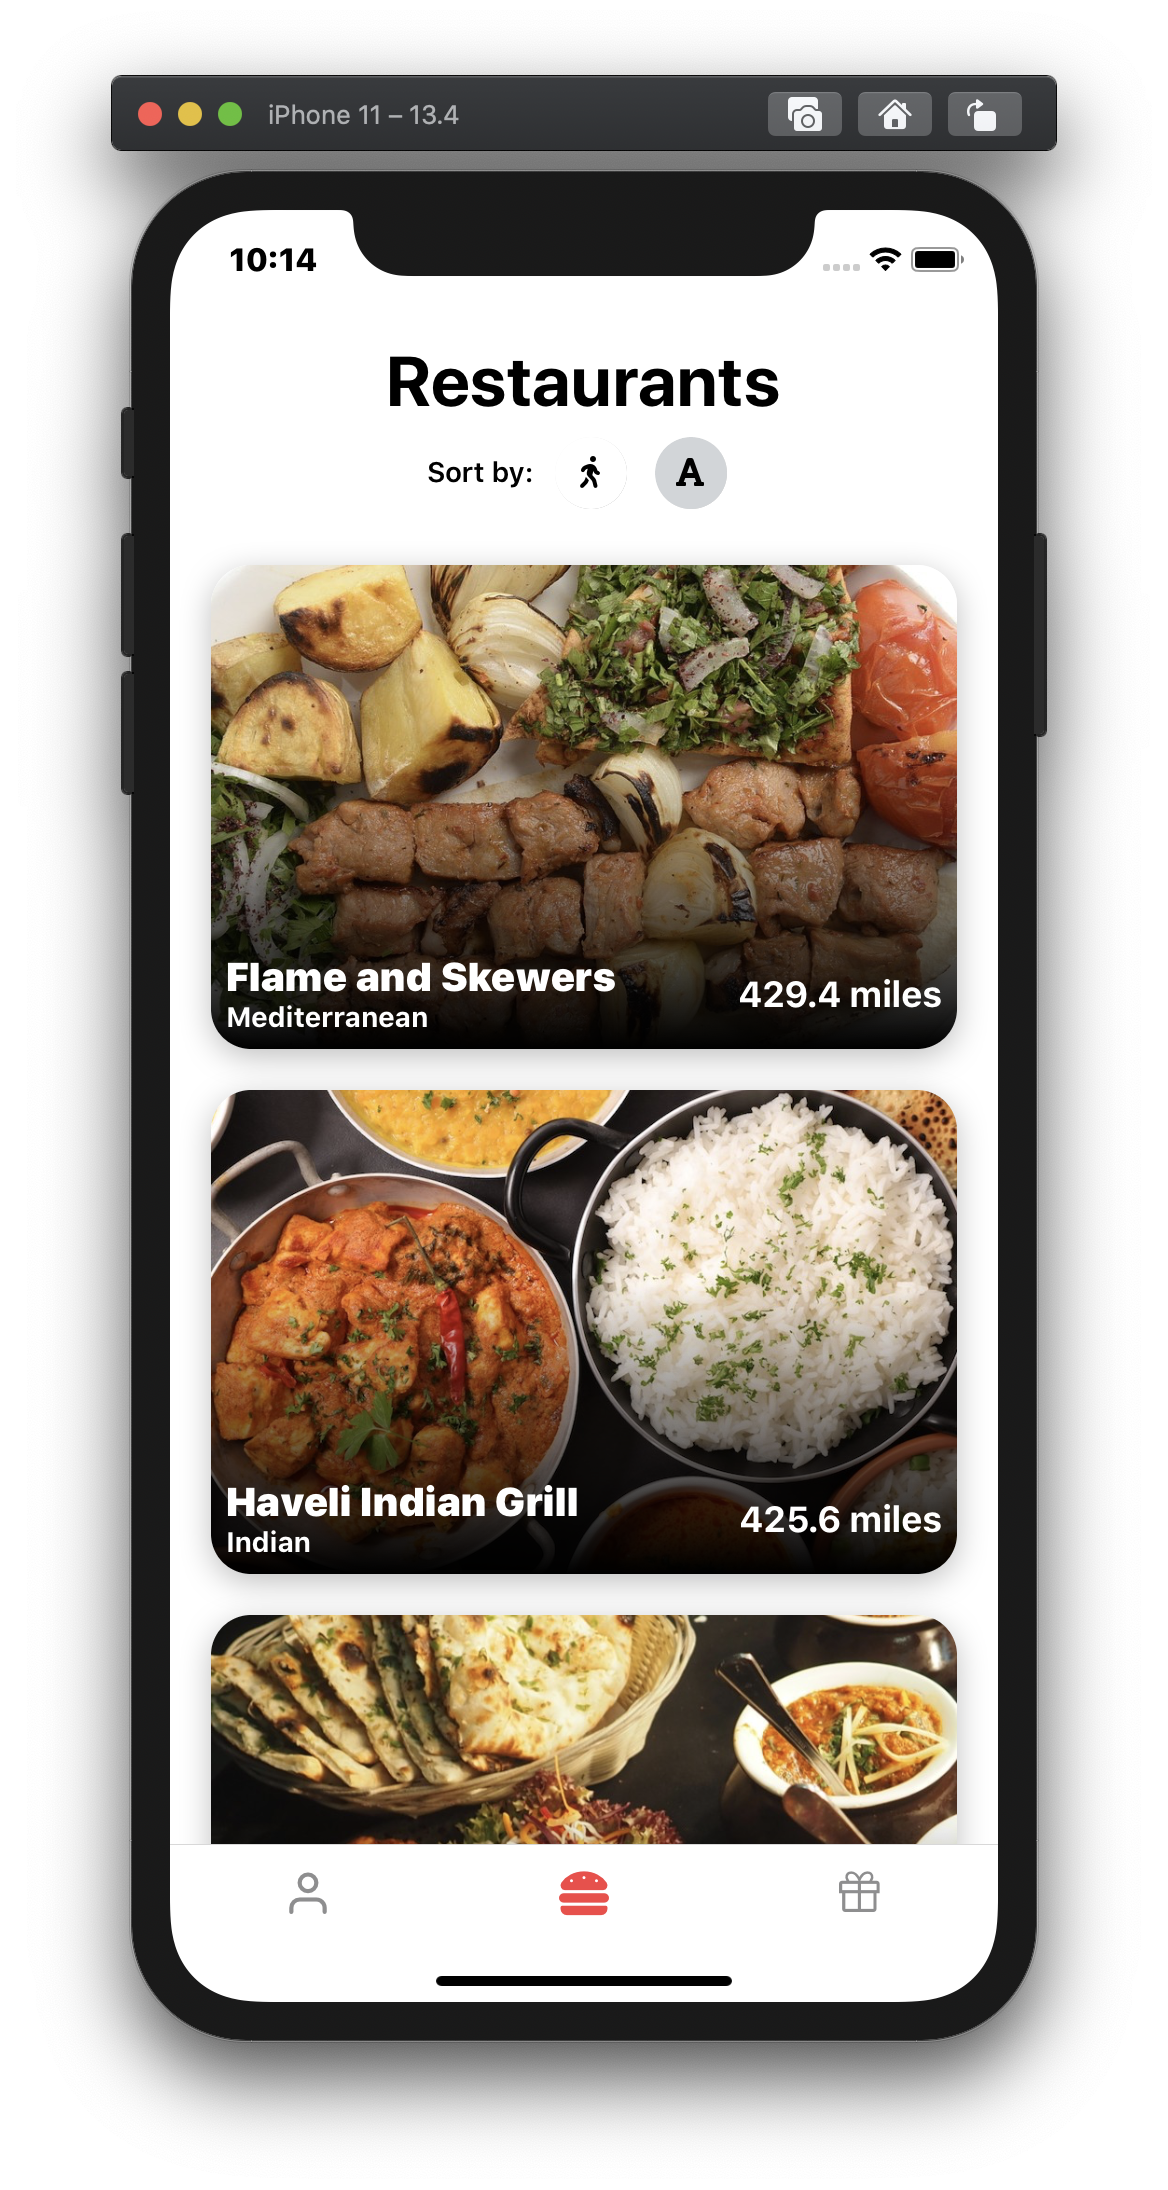 iPhone 11 – 13.4
10:14
Restaurants
Sort by:
A
Flame and Skewers
Mediterranean
429.4 miles
Haveli Indian Grill
Indian
425.6 miles